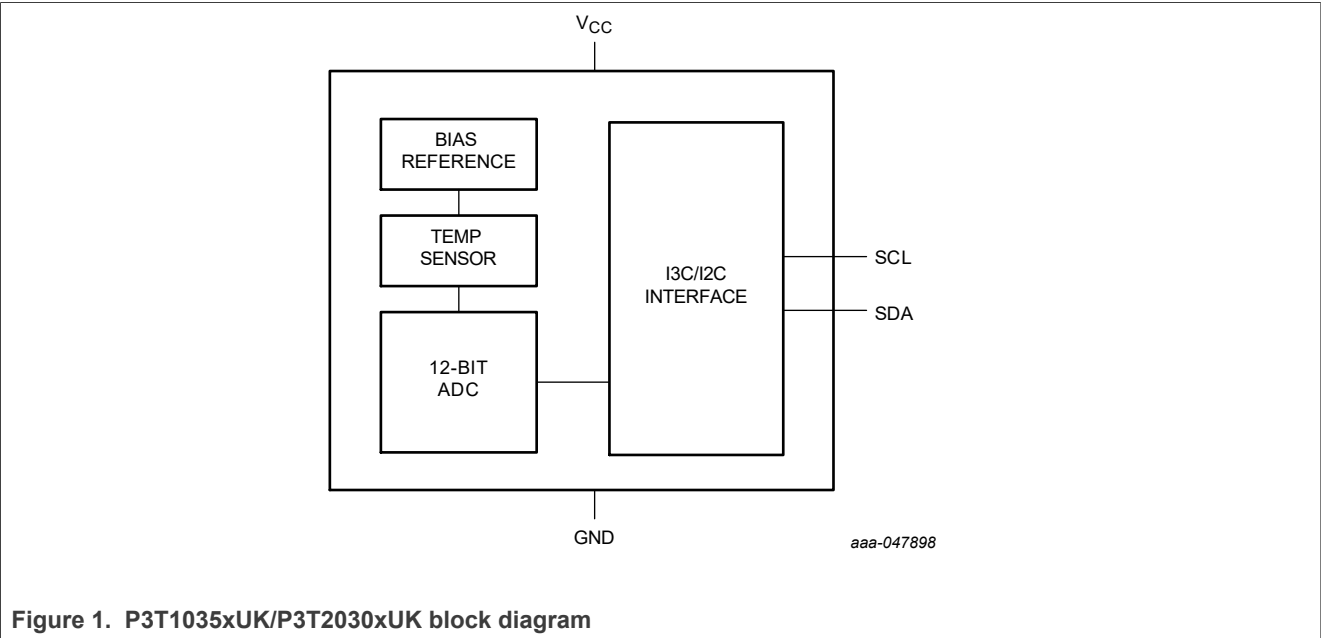 VCC
BIAS
REFERENCE
TEMP
SENSOR
12-BIT
ADC
I3C/I2C
INTERFACE
SCL
SDA
GND
aaa-047898
Figure 1. P3T1035xUK/P3T2030xUK block diagram